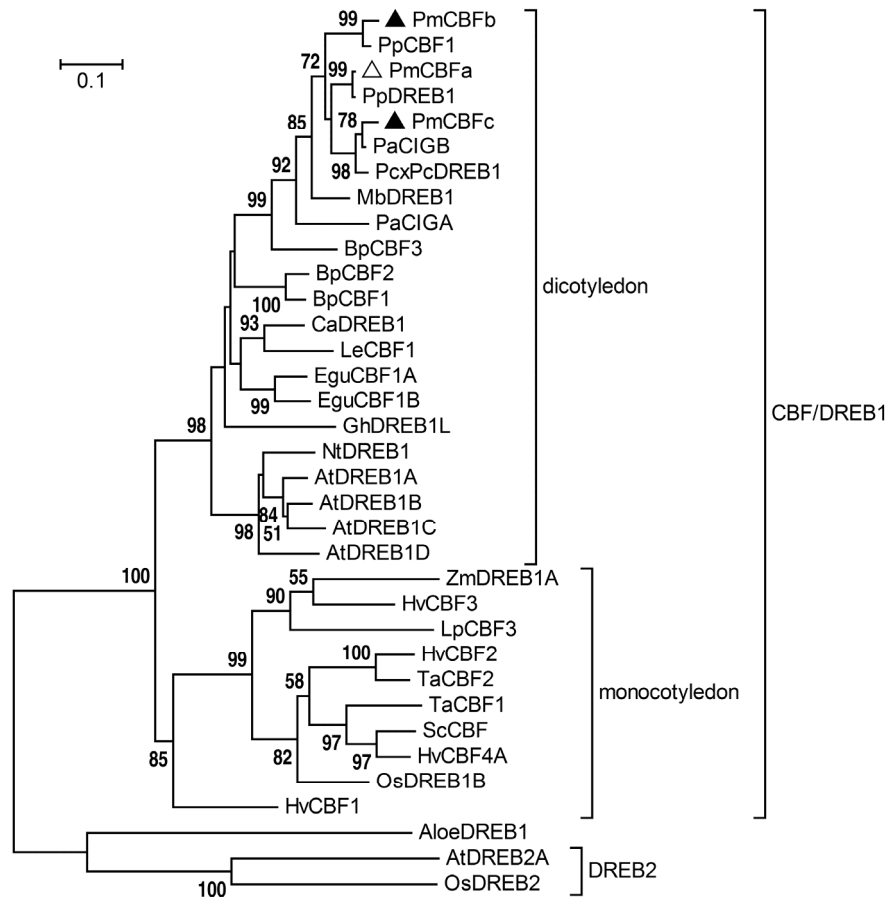 99 ▲ PmCBFb
PpCBF1
0.1
72 99 △ PmCBFa
PpDREB1
85 78 ▲ PmCBFc
PaCIGB
92 98 PcxPcDREB1
99 MbDREB1
PaCIGA
BpCBF3
BpCBF2
dicotyledon
100 BpCBF1
93 CaDREB1
LeCBF1
EguCBF1A
99 EguCBF1B
CBF/DREB1
98 GhDREB1L
NtDREB1
AtDREB1A
84 AtDREB1B
98 51 AtDREB1C
AtDREB1D
100 55 ZmDREB1A
90 HvCBF3
LpCBF3
99 100 HvCBF2
58 TaCBF2
monocotyledon
TaCBF1
97 ScCBF
85 82 97 HvCBF4A
OsDREB1B
HvCBF1
AloeDREB1
AtDREB2A
DREB2
100 OsDREB2